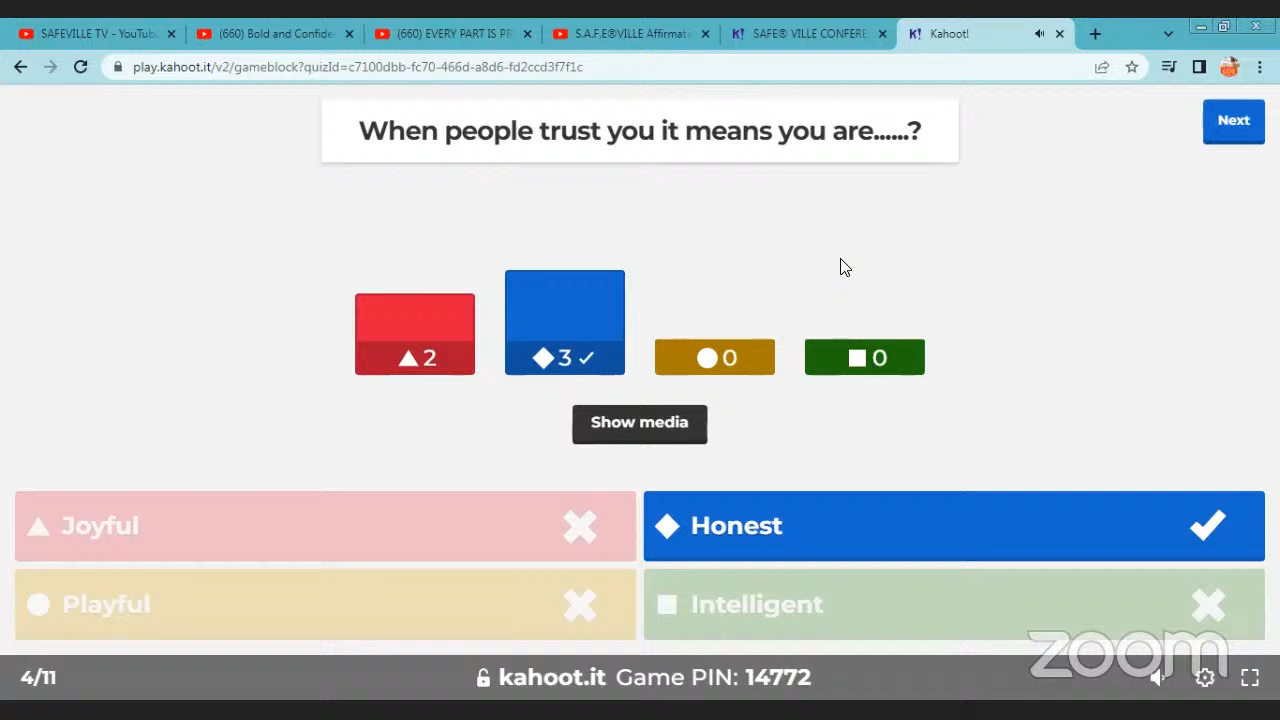 SAFEVILLE TV - YouTub
(660) Bold and Confide
(660) EVERY PART IS PR
S.A.F.E®VILLE Affirmati
K! SAFE® VILLE CONFERE
K! Kahoot!
play.kahoot.it/v2/gameblock?quizId=c7100dbb-fc70-466d-a8d6-fd2ccd3f7f1c
When people trust you it means you are......?
Next
2
3
0
0
Show media
Joyful
Honest
Playful
Intelligent
zoom
4/11
kahoot.it Game PIN: 14772